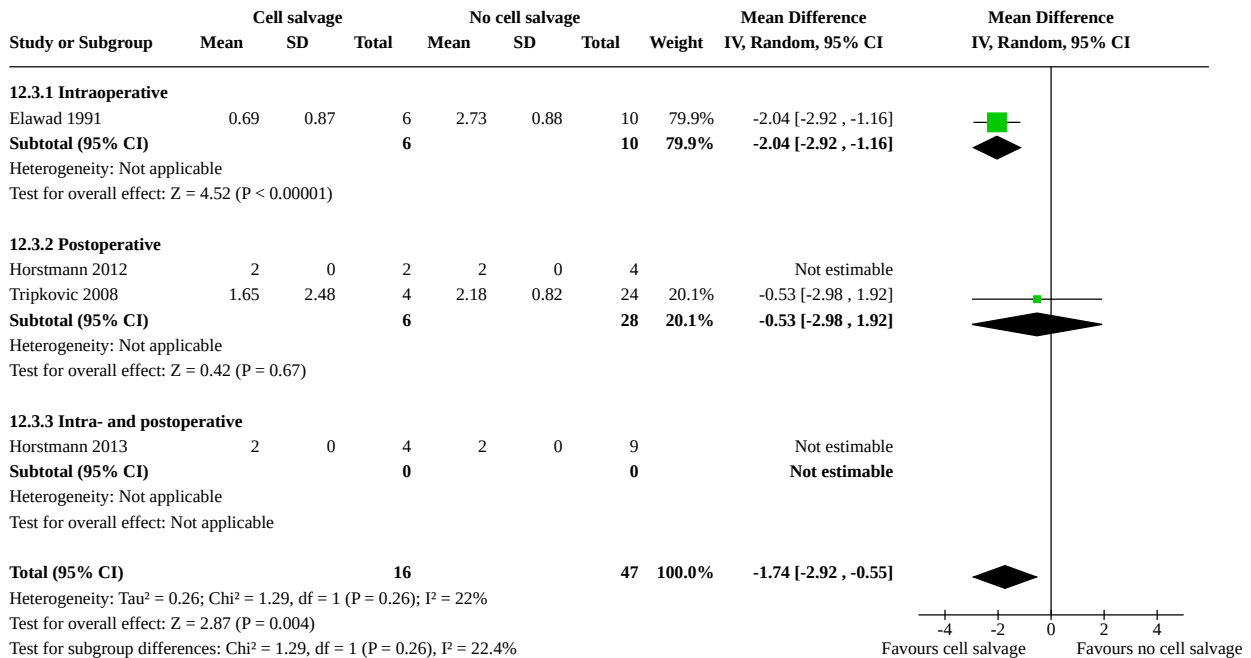 Cell salvage No cell salvage Mean Difference Mean Difference
Study or Subgroup Mean SD Total Mean SD Total Weight IV, Random, 95% CI IV, Random, 95% CI
12.3.1 Intraoperative
Elawad 1991 0.69 0.87 6 2.73 0.88 10 79.9% -2.04 [-2.92 , -1.16]
Subtotal (95% CI) 6 10 79.9% -2.04 [-2.92 , -1.16]
Heterogeneity: Not applicable
Test for overall effect: Z = 4.52 (P < 0.00001)
12.3.2 Postoperative
Horstmann 2012 2 0 2 2 0 4 Not estimable
Tripkovic 2008 1.65 2.48 4 2.18 0.82 24 20.1% -0.53 [-2.98 , 1.92]
Subtotal (95% CI) 6 28 20.1% -0.53 [-2.98 , 1.92]
Heterogeneity: Not applicable
Test for overall effect: Z = 0.42 (P = 0.67)
12.3.3 Intra- and postoperative
Horstmann 2013 2 0 4 2 0 9 Not estimable
Subtotal (95% CI) 0 0 Not estimable
Heterogeneity: Not applicable
Test for overall effect: Not applicable
Total (95% CI) 16 47 100.0% -1.74 [-2.92 , -0.55]
Heterogeneity: Tau² = 0.26; Chi² = 1.29, df = 1 (P = 0.26); I² = 22%
Test for overall effect: Z = 2.87 (P = 0.004)
-4 -2 0 2 4
Test for subgroup differences: Chi² = 1.29, df = 1 (P = 0.26), I² = 22.4% Favours cell salvage Favours no cell salvage